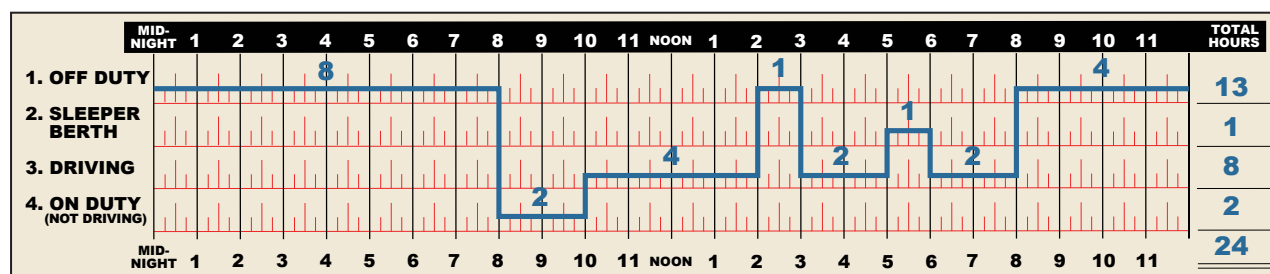 MID-
NIGHT 1 2 3 4 5 6 7 8 9 10 11 NOON 1 2 3 4 5 6 7 8 9 10 11 TOTAL
HOURS
1. OFF DUTY 8 1 4 13
2. SLEEPER
BERTH 1 1
3. DRIVING 4 2 2 8
4. ON DUTY
(NOT DRIVING) 2 2
MID-
NIGHT 1 2 3 4 5 6 7 8 9 10 11 NOON 1 2 3 4 5 6 7 8 9 10 11 24